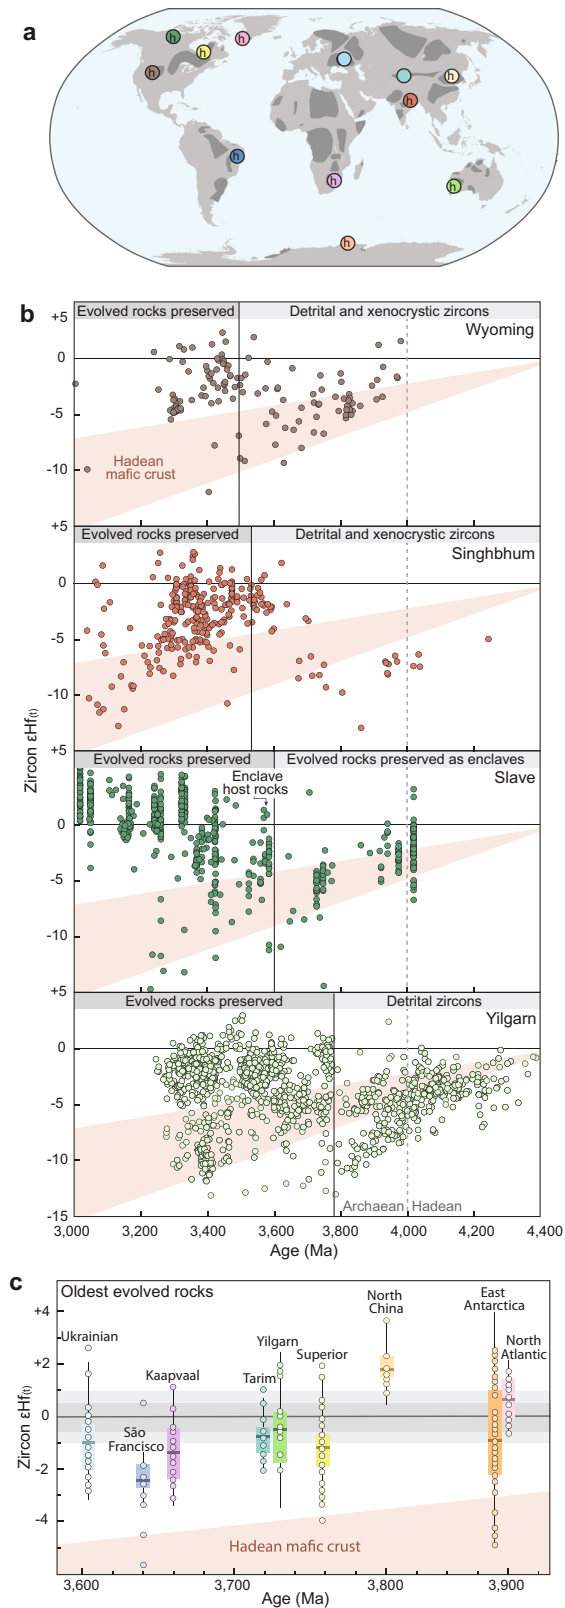 a
h
h
h
h
h
h
h
h
h
h
b
+5
Evolved rocks preserved
Detrital and xenocrystic zircons
Wyoming
0
-5
Hadean
mafic crust
-10
+5
Evolved rocks preserved
Detrital and xenocrystic zircons
Singhbhum
0
-5
-10
+5
Evolved rocks preserved
Evolved rocks preserved as enclaves
Slave
Enclave
host rocks
0
-5
-10
+5
Evolved rocks preserved
Detrital zircons
Yilgarn
0
-5
-10
-15
Archaean
Hadean
Zircon εHf(t)
3,000
3,200
3,400
3,600
3,800
4,000
4,200
4,400
Age (Ma)
c
Oldest evolved rocks
+4
+2
0
-2
-4
Zircon εHf(t)
Ukrainian
São
Francisco
Kaapvaal
Tarim
Yilgarn
Superior
North
China
East
Antarctica
North
Atlantic
Hadean mafic crust
3,600
3,700
3,800
3,900
Age (Ma)